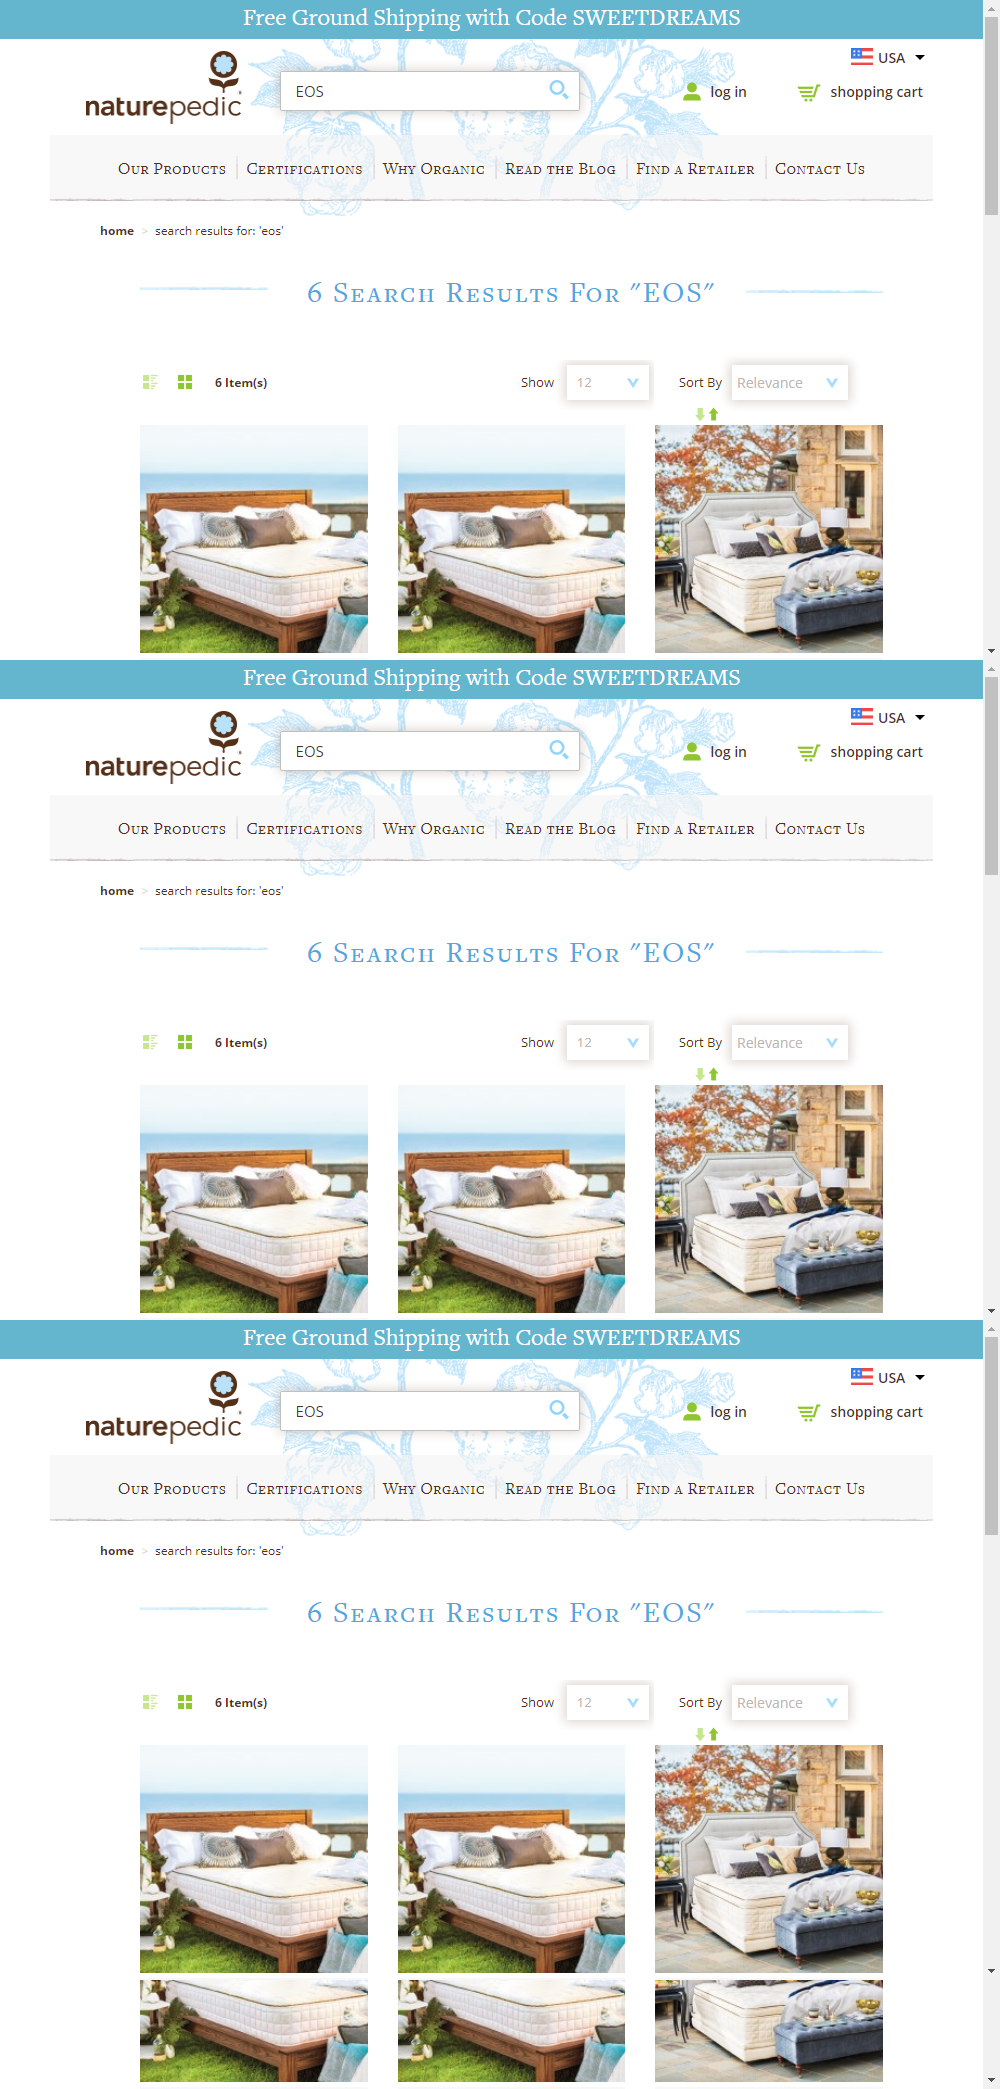 Free Ground Shipping with Code SWEETDREAMS
USA
naturepedic
EOS
log in
shopping cart
Our Products
Certifications
Why Organic
Read the Blog
Find a Retailer
Contact Us
home > search results for: 'eos'
6 Search Results For "EOS"
6 Item(s)
Show 12
Sort By Relevance
Free Ground Shipping with Code SWEETDREAMS
USA
naturepedic
EOS
log in
shopping cart
Our Products
Certifications
Why Organic
Read the Blog
Find a Retailer
Contact Us
home > search results for: 'eos'
6 Search Results For "EOS"
6 Item(s)
Show 12
Sort By Relevance
Free Ground Shipping with Code SWEETDREAMS
USA
naturepedic
EOS
log in
shopping cart
Our Products
Certifications
Why Organic
Read the Blog
Find a Retailer
Contact Us
home > search results for: 'eos'
6 Search Results For "EOS"
6 Item(s)
Show 12
Sort By Relevance